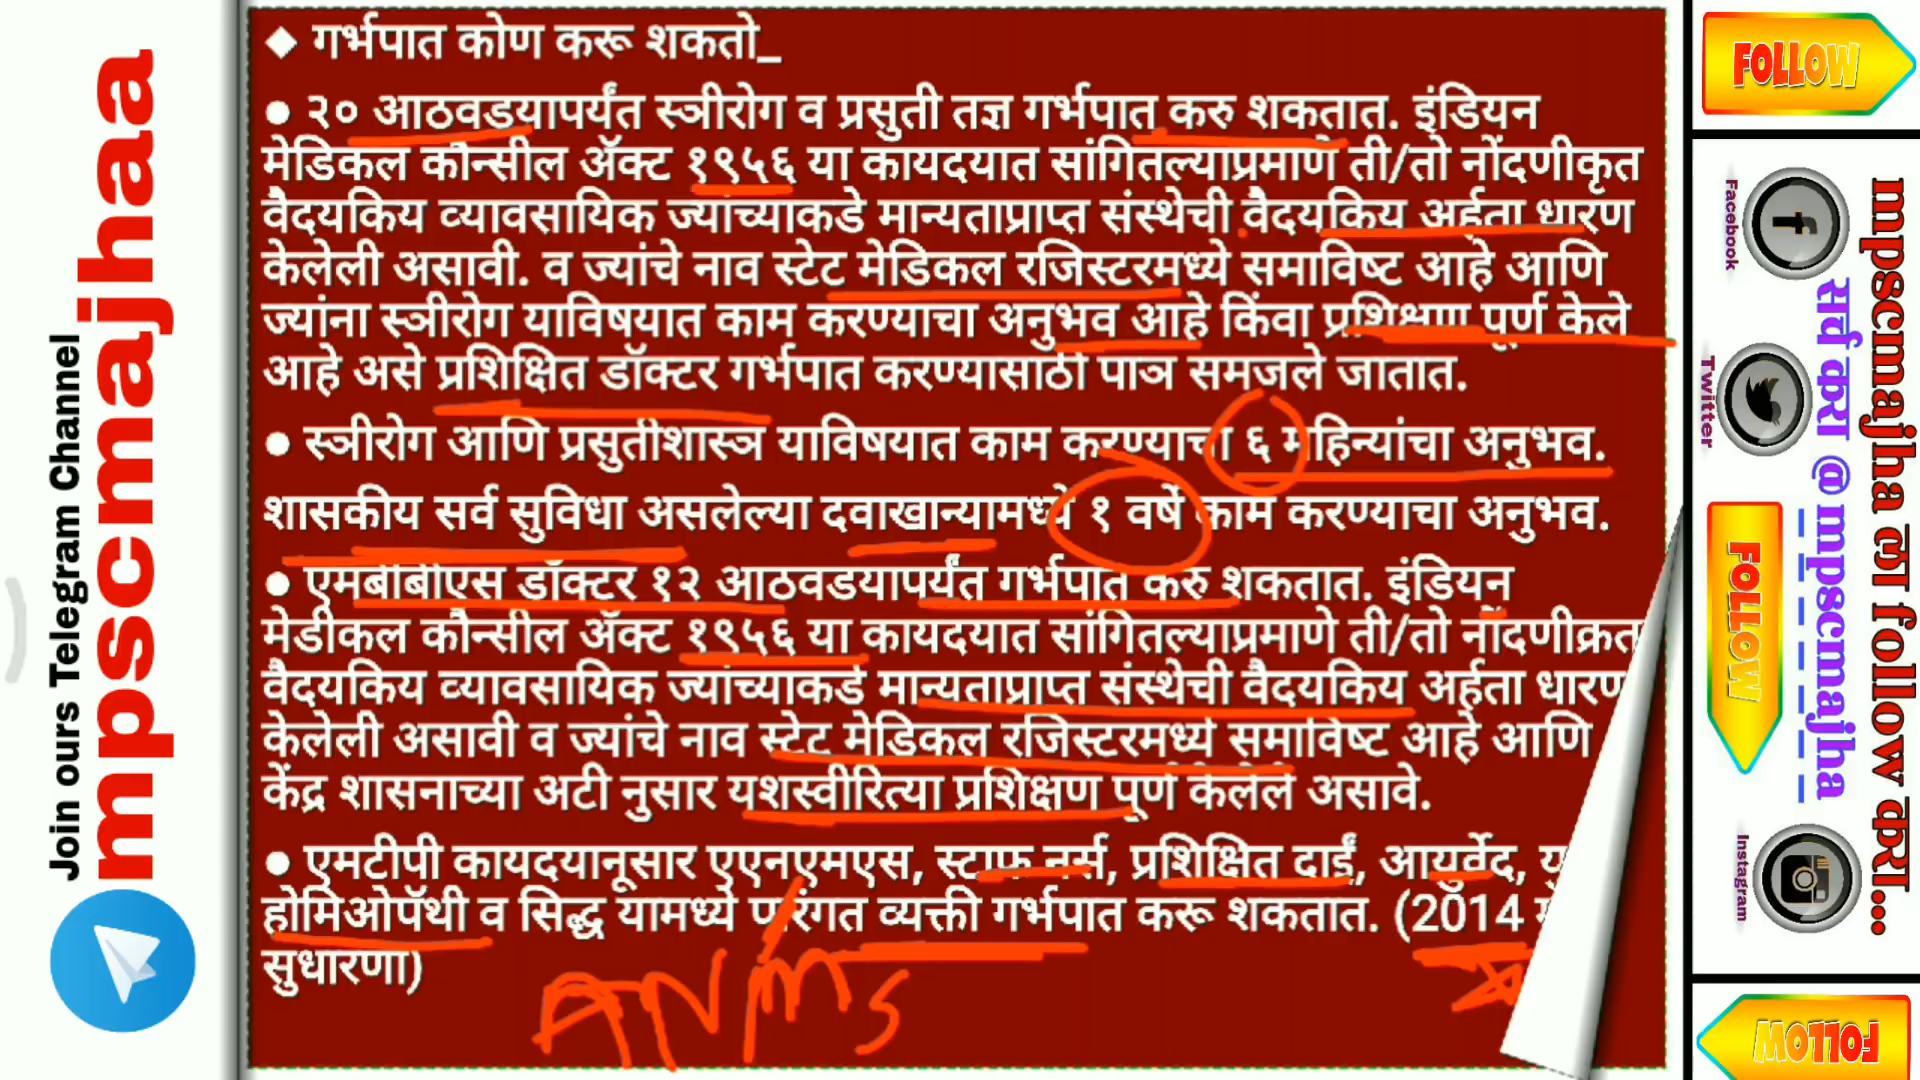 Join ours Telegram Channel
mpscmajhaa
◆ गर्भपात कोण करू शकतो_
● २० आठवडयापर्यंत स्त्रीरोग व प्रसुती तज्ञ गर्भपात करु शकतात. इंडियन
मेडिकल कौन्सील ॲक्ट १९५६ या कायदयात सांगितल्याप्रमाणे ती/तो नोंदणीकृत
वैदयकिय व्यावसायिक ज्यांच्याकडे मान्यताप्राप्त संस्थेची वैदयकिय अर्हता धारण
केलेली असावी. व ज्यांचे नाव स्टेट मेडिकल रजिस्टरमध्ये समाविष्ट आहे आणि
ज्यांना स्त्रीरोग याविषयात काम करण्याचा अनुभव आहे किंवा प्रशिक्षण पूर्ण केले
आहे असे प्रशिक्षित डॉक्टर गर्भपात करण्यासाठी पात्र समजले जातात.
● स्त्रीरोग आणि प्रसुतीशास्त्र याविषयात काम करण्याचा ६ महिन्यांचा अनुभव.
शासकीय सर्व सुविधा असलेल्या दवाखान्यामध्ये १ वर्षे काम करण्याचा अनुभव.
● एमबीबीएस डॉक्टर १२ आठवडयापर्यंत गर्भपात करु शकतात. इंडियन
मेडीकल कौन्सील ॲक्ट १९५६ या कायदयात सांगितल्याप्रमाणे ती/तो नोंदणीक्रत
वैदयकिय व्यावसायिक ज्यांच्याकडे मान्यताप्राप्त संस्थेची वैदयकिय अर्हता धारण
केलेली असावी व ज्यांचे नाव स्टेट मेडिकल रजिस्टरमध्ये समाविष्ट आहे आणि
केंद्र शासनाच्या अटी नुसार यशस्वीरित्या प्रशिक्षण पूर्ण केलेले असावे.
● एमटीपी कायदयानूसार एएनएमएस, स्टाफ नर्स, प्रशिक्षित दाई, आयुर्वेद,
होमिओपॅथी व सिद्ध यामध्ये पारंगत व्यक्ती गर्भपात करू शकतात. (2014
सुधारणा)
ANMS
FOLLOW
Facebook
Twitter
Instagram
सर्च करा @mpscmajha
mpscmajha ला follow करा...
FOLLOW
FOLLOW